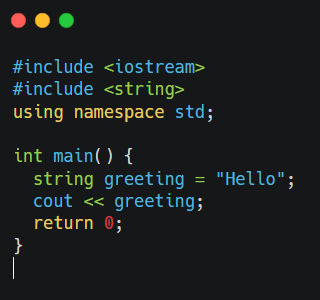 #include <iostream>
#include <string>
using namespace std;

int main() {
  string greeting = "Hello";
  cout << greeting;
  return 0;
}